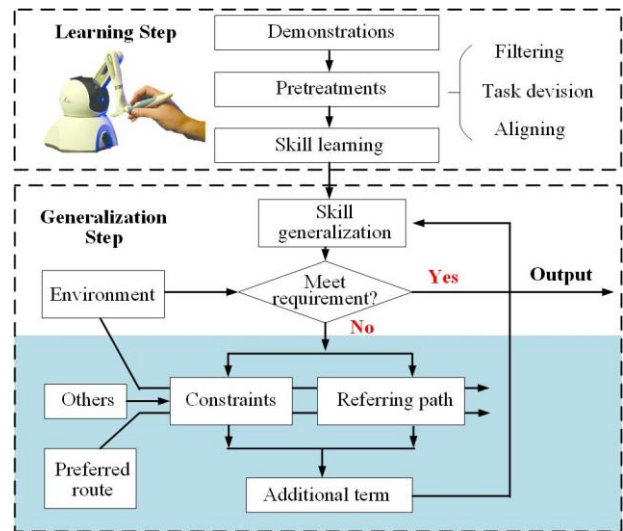 Learning Step
Demonstrations
Pretreatments
Skill learning
Filtering
Task devision
Aligning
Generalization
Step
Skill
generalization
Environment
Meet
requirement?
Yes
Output
No
Others
Constraints
Referring path
Preferred
route
Additional term